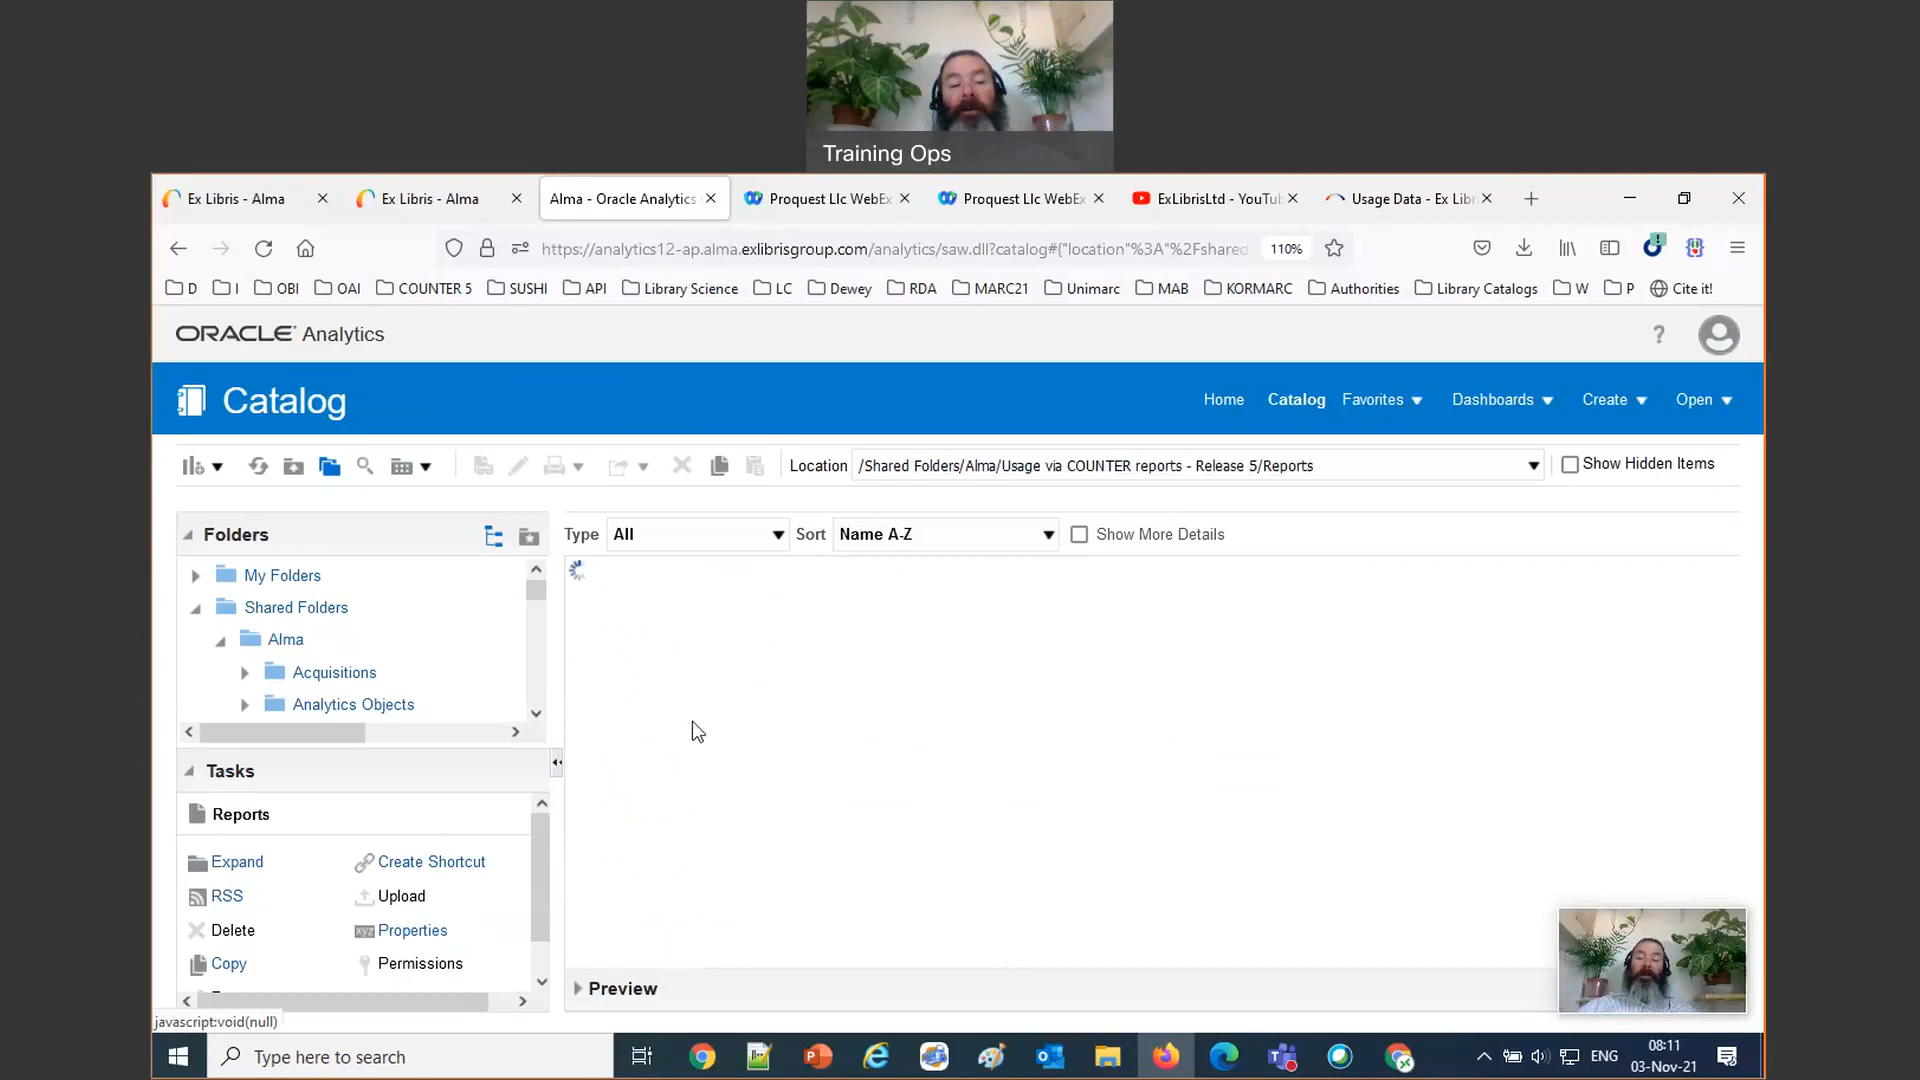 Training Ops
Ex Libris - Alma
Ex Libris - Alma
Alma - Oracle Analytics
Proquest Llc WebEx
Proquest Llc WebEx
ExLibrisLtd - YouTub
Usage Data - Ex Libri
https://analytics12-ap.alma.exlibrisgroup.com/analytics/saw.dll?catalog#{"location"%3A"%2Fshared
110%
D
I
OBI
OAI
COUNTER 5
SUSHI
API
Library Science
LC
Dewey
RDA
MARC21
Unimarc
MAB
KORMARC
Authorities
Library Catalogs
W
P
Cite it!
ORACLE Analytics
?
Catalog
Home
Catalog
Favorites
Dashboards
Create
Open
Location
/Shared Folders/Alma/Usage via COUNTER reports - Release 5/Reports
Show Hidden Items
Folders
Type
All
Sort
Name A-Z
Show More Details
My Folders
Shared Folders
Alma
Acquisitions
Analytics Objects
Tasks
Reports
Expand
Create Shortcut
RSS
Upload
Delete
xyz Properties
Copy
Permissions
Preview
javascript:void(null)
Type here to search
ENG
08:11
03-Nov-21